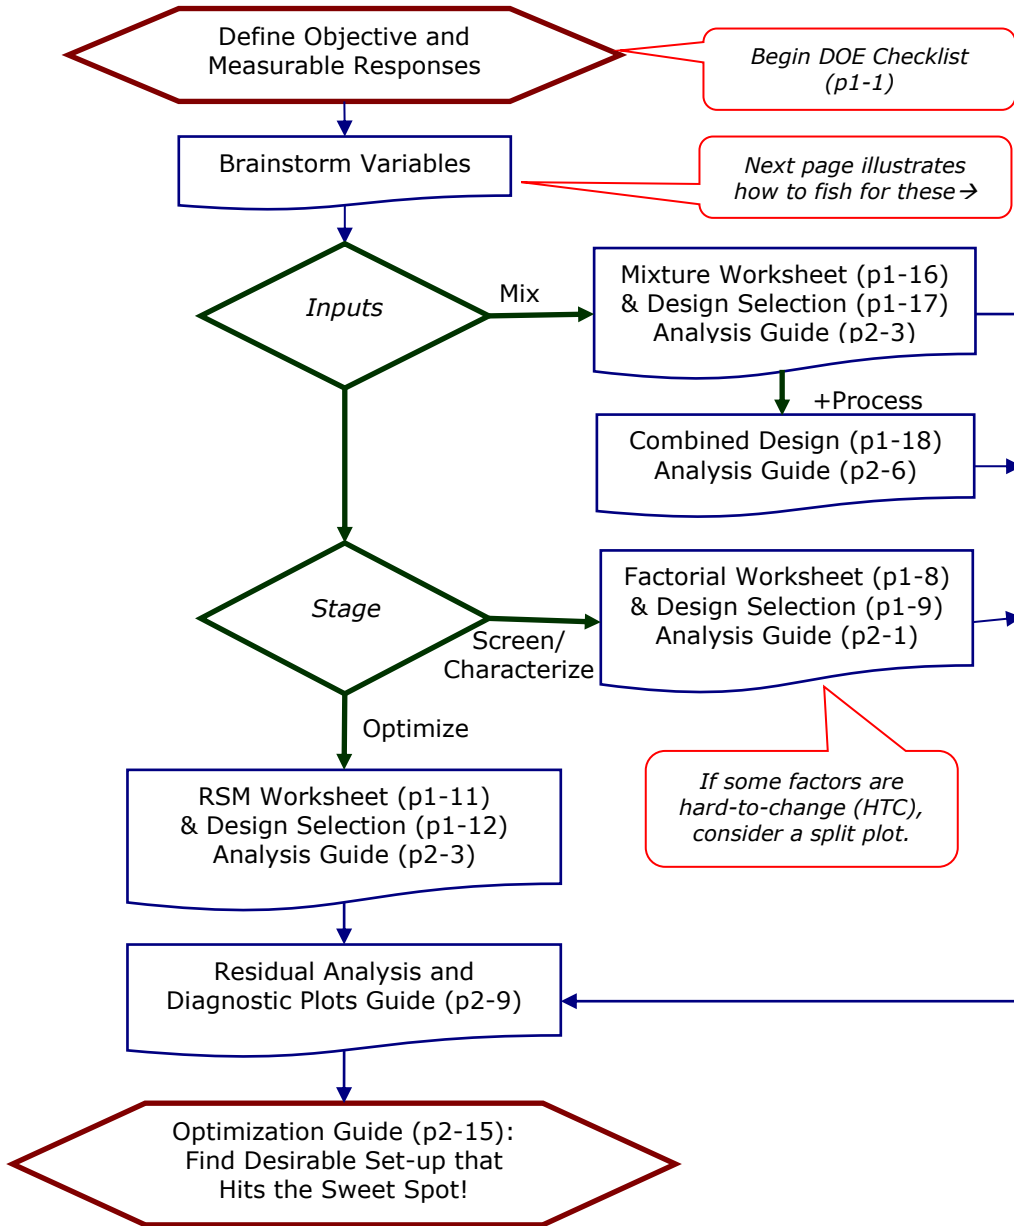 Define Objective and
Measurable Responses
Begin DOE Checklist
(p1-1)
Brainstorm Variables
Next page illustrates
how to fish for these→
Inputs
Mix
Mixture Worksheet (p1-16)
& Design Selection (p1-17)
Analysis Guide (p2-3)
+Process
Combined Design (p1-18)
Analysis Guide (p2-6)
Stage
Screen/
Characterize
Factorial Worksheet (p1-8)
& Design Selection (p1-9)
Analysis Guide (p2-1)
Optimize
If some factors are
hard-to-change (HTC),
consider a split plot.
RSM Worksheet (p1-11)
& Design Selection (p1-12)
Analysis Guide (p2-3)
Residual Analysis and
Diagnostic Plots Guide (p2-9)
Optimization Guide (p2-15):
Find Desirable Set-up that
Hits the Sweet Spot!